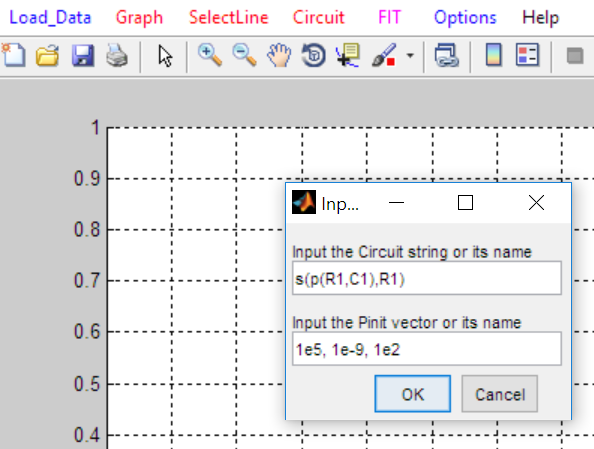 Load_Data Graph SelectLine Circuit FIT Options Help
1
0.9
0.8
0.7
0.6
0.5
0.4
Inp...
Input the Circuit string or its name
s(p(R1,C1),R1)
Input the Pinit vector or its name
1e5, 1e-9, 1e2
OK Cancel